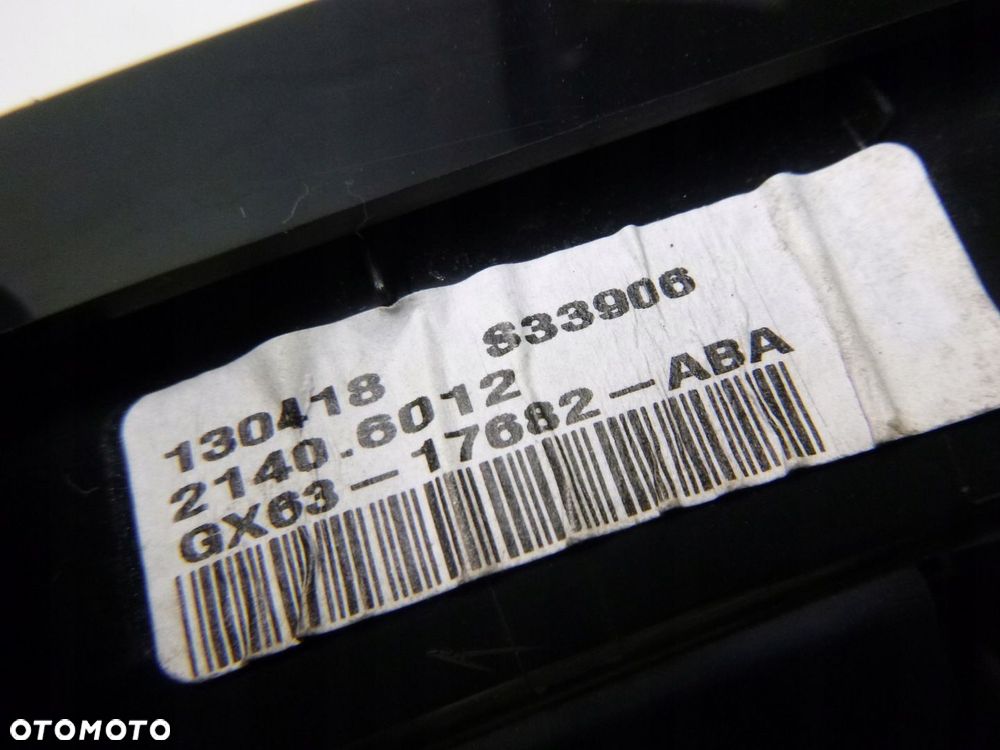 S33906
130418
2140.6012
GX63-17682-ABA
OTOMOTO